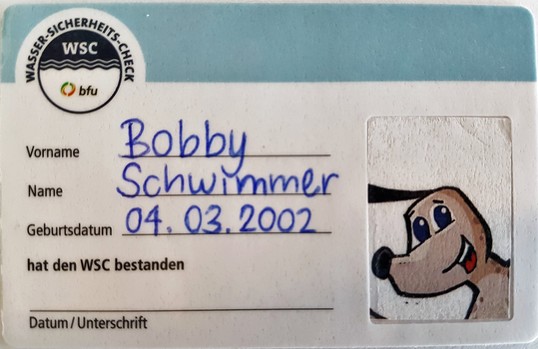 WASSER-SICHERHEITS-CHECK
WSC
bfu
Vorname Bobby
Name Schwimmer
Geburtsdatum 04.03.2002
hat den WSC bestanden
Datum/Unterschrift